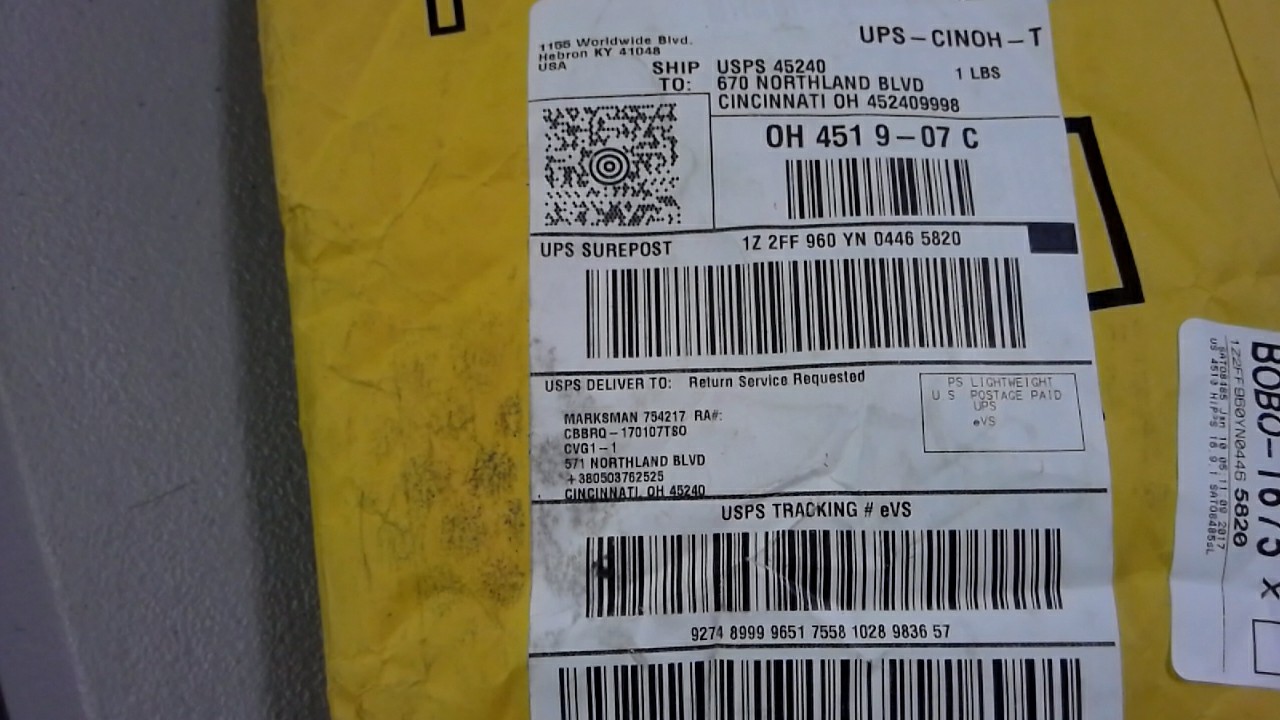 1155 Worldwide Blvd.
Hebron KY 41048
USA
UPS-CINOH-T
1 LBS
SHIP TO:
USPS 45240
670 NORTHLAND BLVD
CINCINNATI OH 452409998
OH 451 9-07 C
UPS SUREPOST
1Z 2FF 960 YN 0446 5820
USPS DELIVER TO: Return Service Requested
PS LIGHTWEIGHT
U S POSTAGE PAID
UPS
eVS
MARKSMAN 754217 RA#:
CBBRQ-170107TSO
CVG1-1
571 NORTHLAND BLVD
+380503762525
CINCINNATI, OH 45240
USPS TRACKING # eVS
9274 8999 9651 7558 1028 9836 57
1Z2FF960YN0446 5820